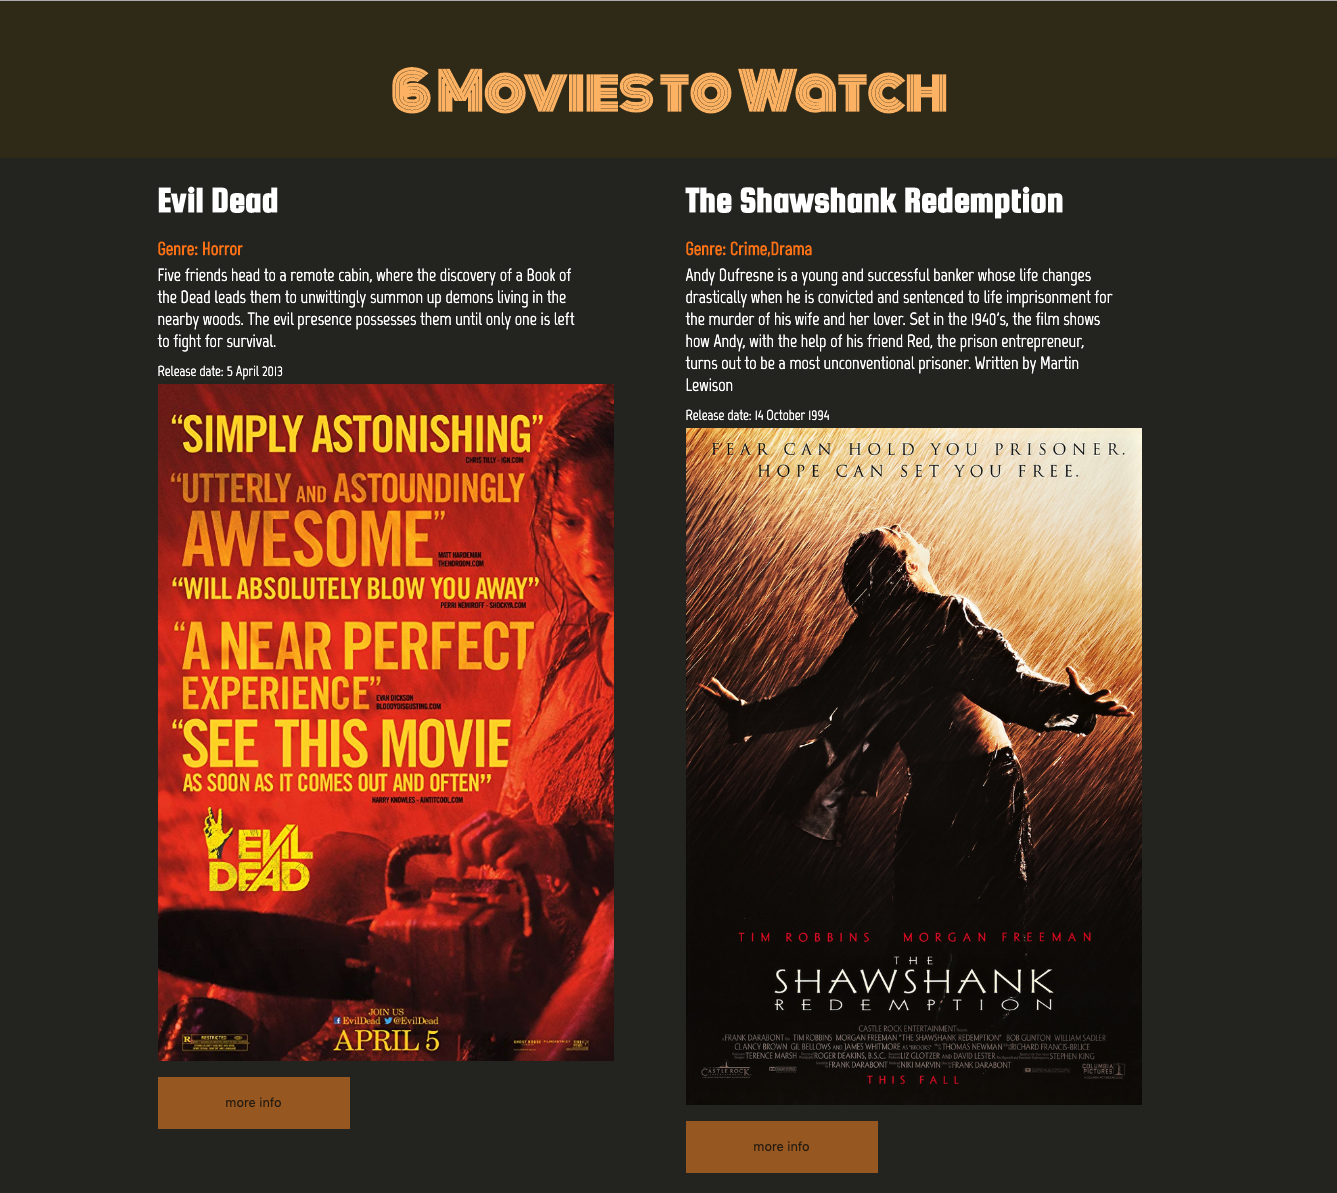 6 Movies to Watch
Evil Dead
Genre: Horror
Five friends head to a remote cabin, where the discovery of a Book of
the Dead leads them to unwittingly summon up demons living in the
nearby woods. The evil presence possesses them until only one is left
to fight for survival.
Release date: 5 April 2013
“SIMPLY ASTONISHING”
CHRIS TILLY - IGN.COM
“UTTERLY AND ASTOUNDINGLY
AWESOME”
MATT HARDEMAN
“WILL ABSOLUTELY BLOW YOU AWAY”
PERRI NEMIROFF - SHOCKYA.COM
“A NEAR PERFECT
EXPERIENCE”
EVAN DICKSON
BLOODYDISGUSTING.COM
“SEE THIS MOVIE
AS SOON AS IT COMES OUT AND OFTEN”
HARRY KNOWLES - AINTITCOOL.COM
EVIL
DEAD
JOIN US
EvilDead @EvilDead
APRIL 5
R RESTRICTED
more info
The Shawshank Redemption
Genre: Crime,Drama
Andy Dufresne is a young and successful banker whose life changes
drastically when he is convicted and sentenced to life imprisonment for
the murder of his wife and her lover. Set in the 1940's, the film shows
how Andy, with the help of his friend Red, the prison entrepreneur,
turns out to be a most unconventional prisoner. Written by Martin
Lewison
Release date: 14 October 1994
FEAR CAN HOLD YOU PRISONER.
HOPE CAN SET YOU FREE.
TIM ROBBINS MORGAN FREEMAN
THE
SHAWSHANK
REDEMPTION
CASTLE ROCK ENTERTAINMENT
FRANK DARABONT TIM ROBBINS MORGAN FREEMAN "THE SHAWSHANK REDEMPTION" BOB GUNTON WILLIAM SADLER
CLANCY BROWN GIL BELLOWS AND JAMES WHITMORE AS "BROOKS" THOMAS NEWMAN RICHARD FRANCIS-BRUCE
TERENCE MARSH ROGER DEAKINS, B.S.C. LIZ GLOTZER AND DAVID LESTER STEPHEN KING
FRANK DARABONT NIKI MARVIN FRANK DARABONT
CASTLE ROCK
COLUMBIA
PICTURES
THIS FALL
more info